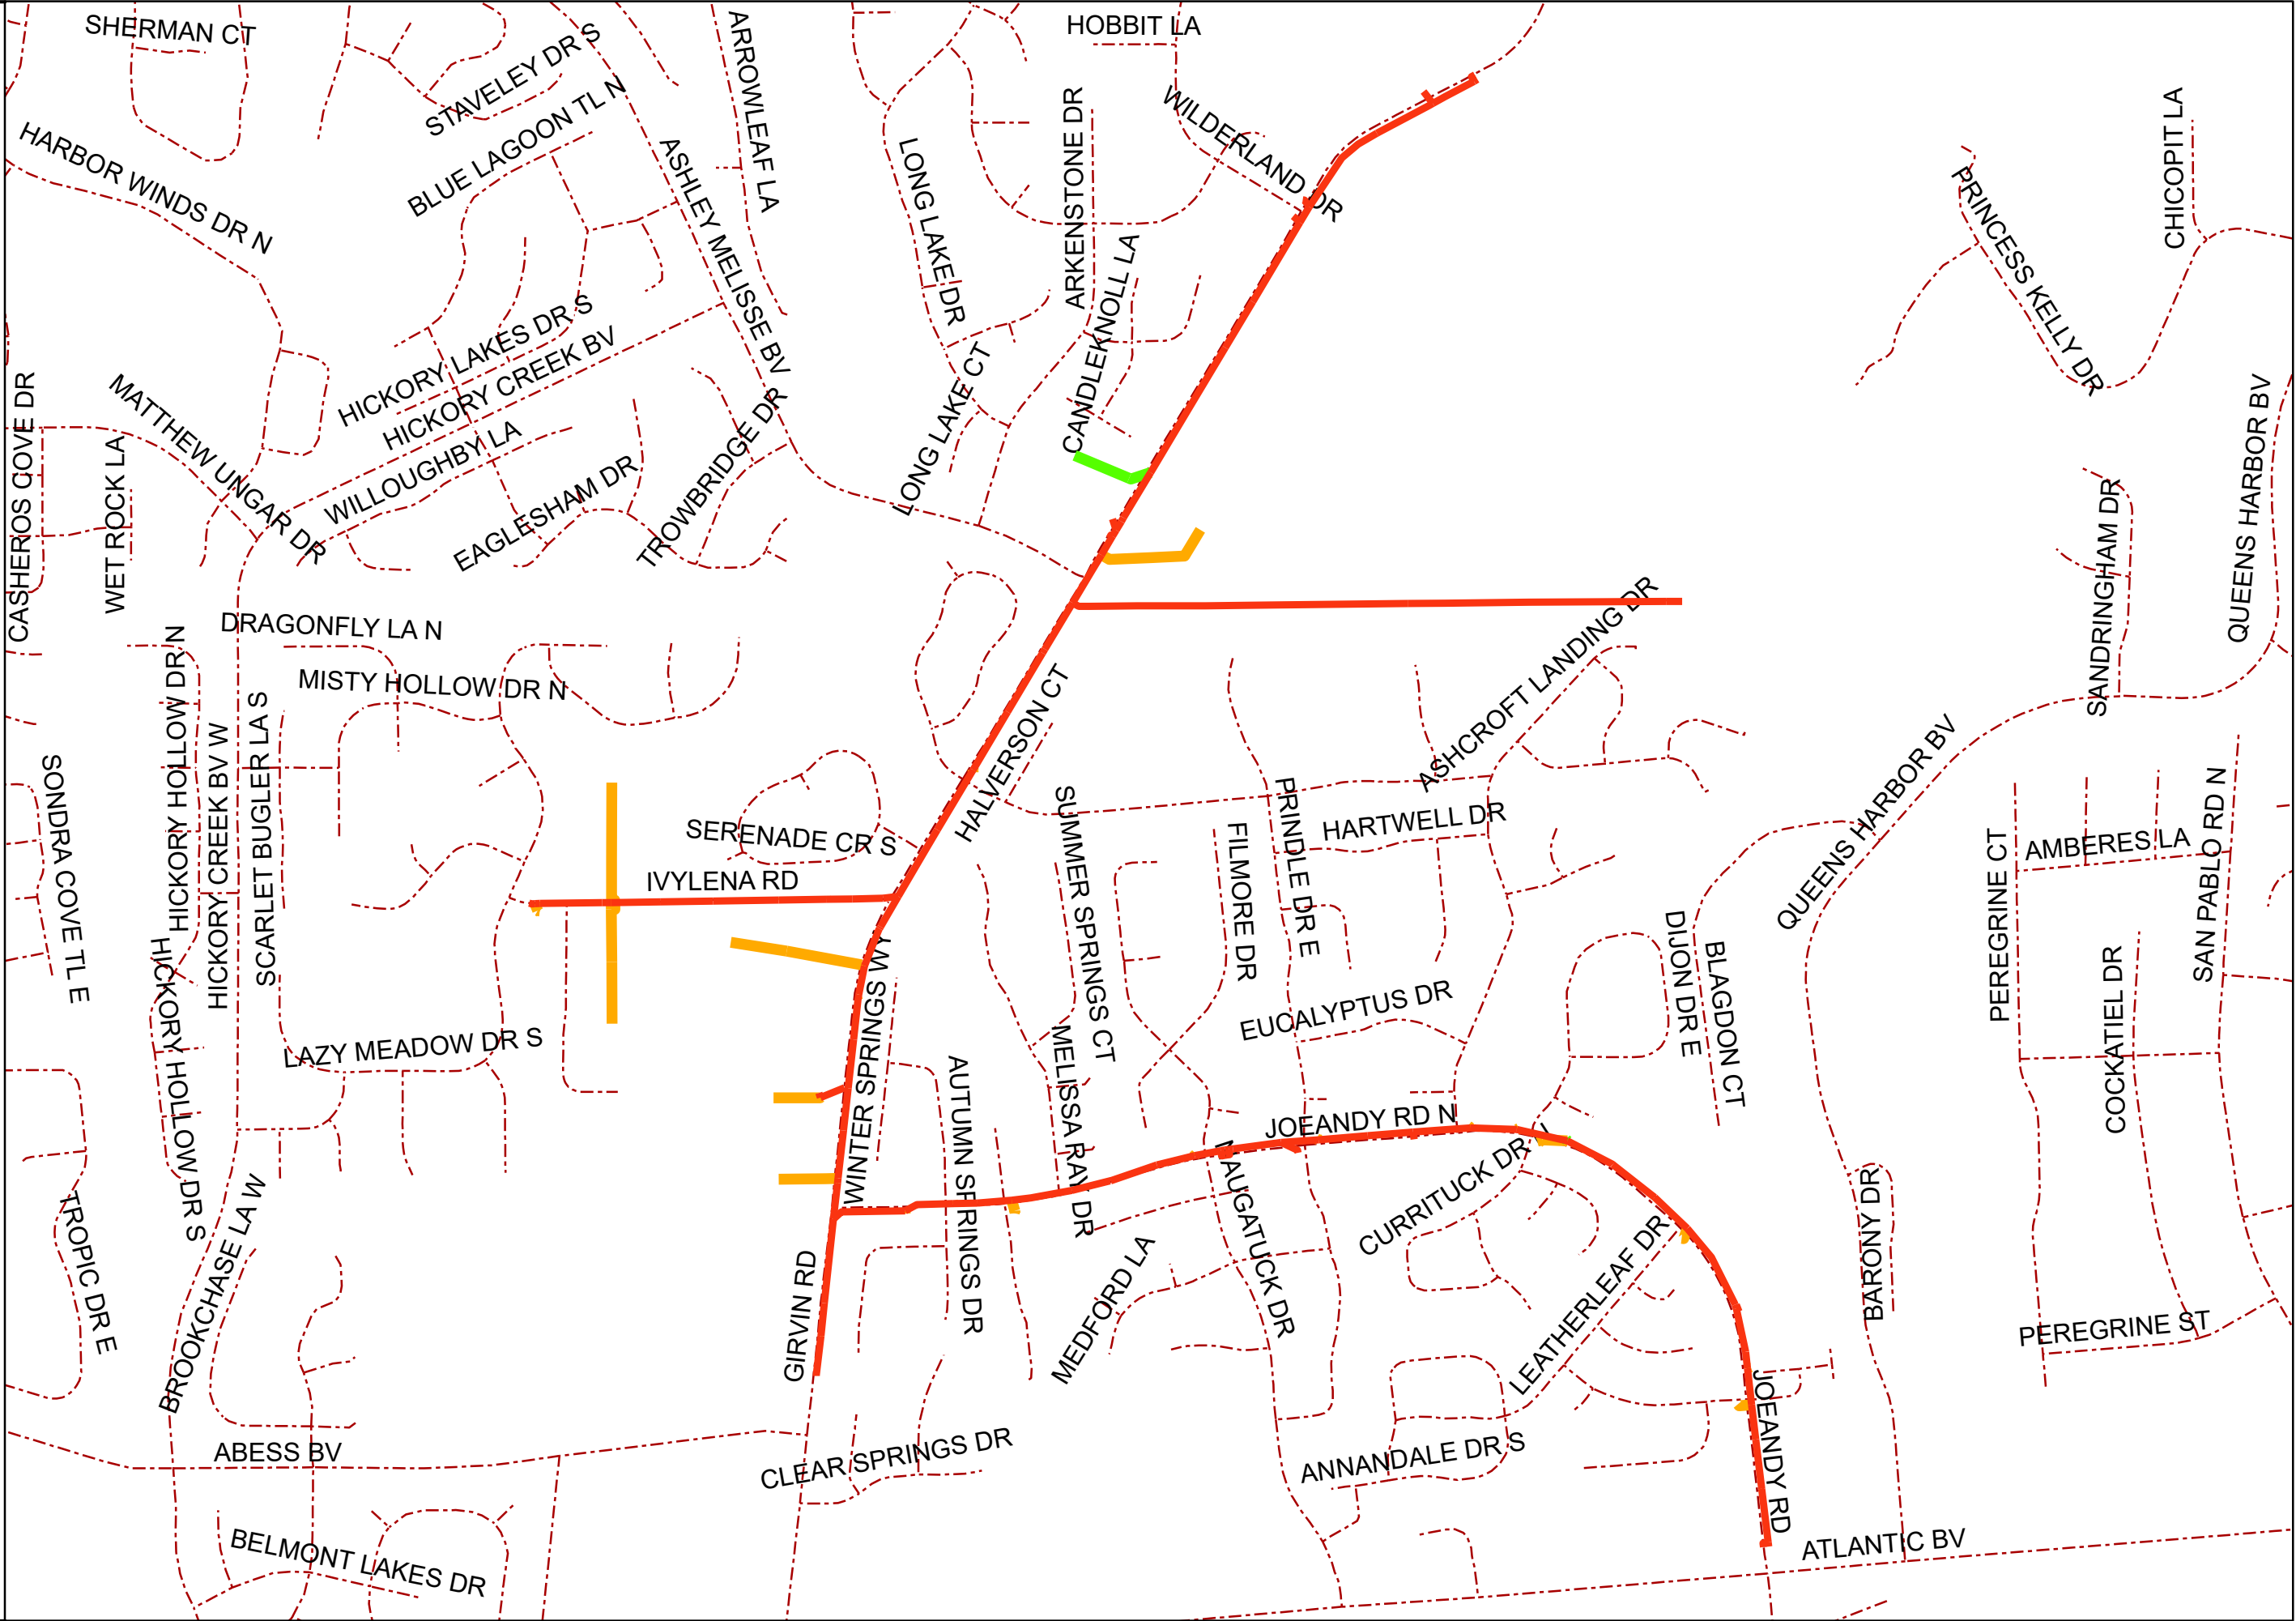 SHERMAN CT
HOBBIT LA
STAVELEY DR S
ARROWLEAF LA
BLUE LAGOON TL N
WILDERLAND DR
ARKENSTONE DR
CHICOPIT LA
HARBOR WINDS DR N
ASHLEY MELISSE BV
LONG LAKE DR
PRINCESS KELLY DR
CANDLEKNOLL LA
HICKORY LAKES DR S
HICKORY CREEK BV
MATTHEW UNGAR DR
LONG LAKE CT
CASHEROS COVE DR
WET ROCK LA
WILLOUGHBY LA
EAGLESHAM DR
TROWBRIDGE DR
QUEENS HARBOR BV
SANDRINGHAM DR
DRAGONFLY LA N
MISTY HOLLOW DR N
HICKORY HOLLOW DR N
HICKORY CREEK BV W
SCARLET BUGLER LA S
HALVERSON CT
ASHCROFT LANDING DR
QUEENS HARBOR BV
SONDRA COVE TL E
SERENADE CR S
SUMMER SPRINGS CT
PRINDLE DR E
HARTWELL DR
FILMORE DR
AMBERES LA
SAN PABLO RD N
PEREGRINE CT
IVYLENA RD
DIJON DR E
BLAGDON CT
HICKORY HOLLOW DR S
WINTER SPRINGS WY
EUCALYPTUS DR
COCKATIEL DR
LAZY MEADOW DR S
AUTUMN SPRINGS DR
MELISSA RAY DR
JOEANDY RD N
NAUGATUCK DR
CURRITUCK DR N
TROPIC DR E
BROOKCHASE LA W
GIRVIN RD
MEDFORD LA
LEATHERLEAF DR
BARONY DR
PEREGRINE ST
JOEANDY RD
ABESS BV
CLEAR SPRINGS DR
ANNANDALE DR S
BELMONT LAKES DR
ATLANTIC BV